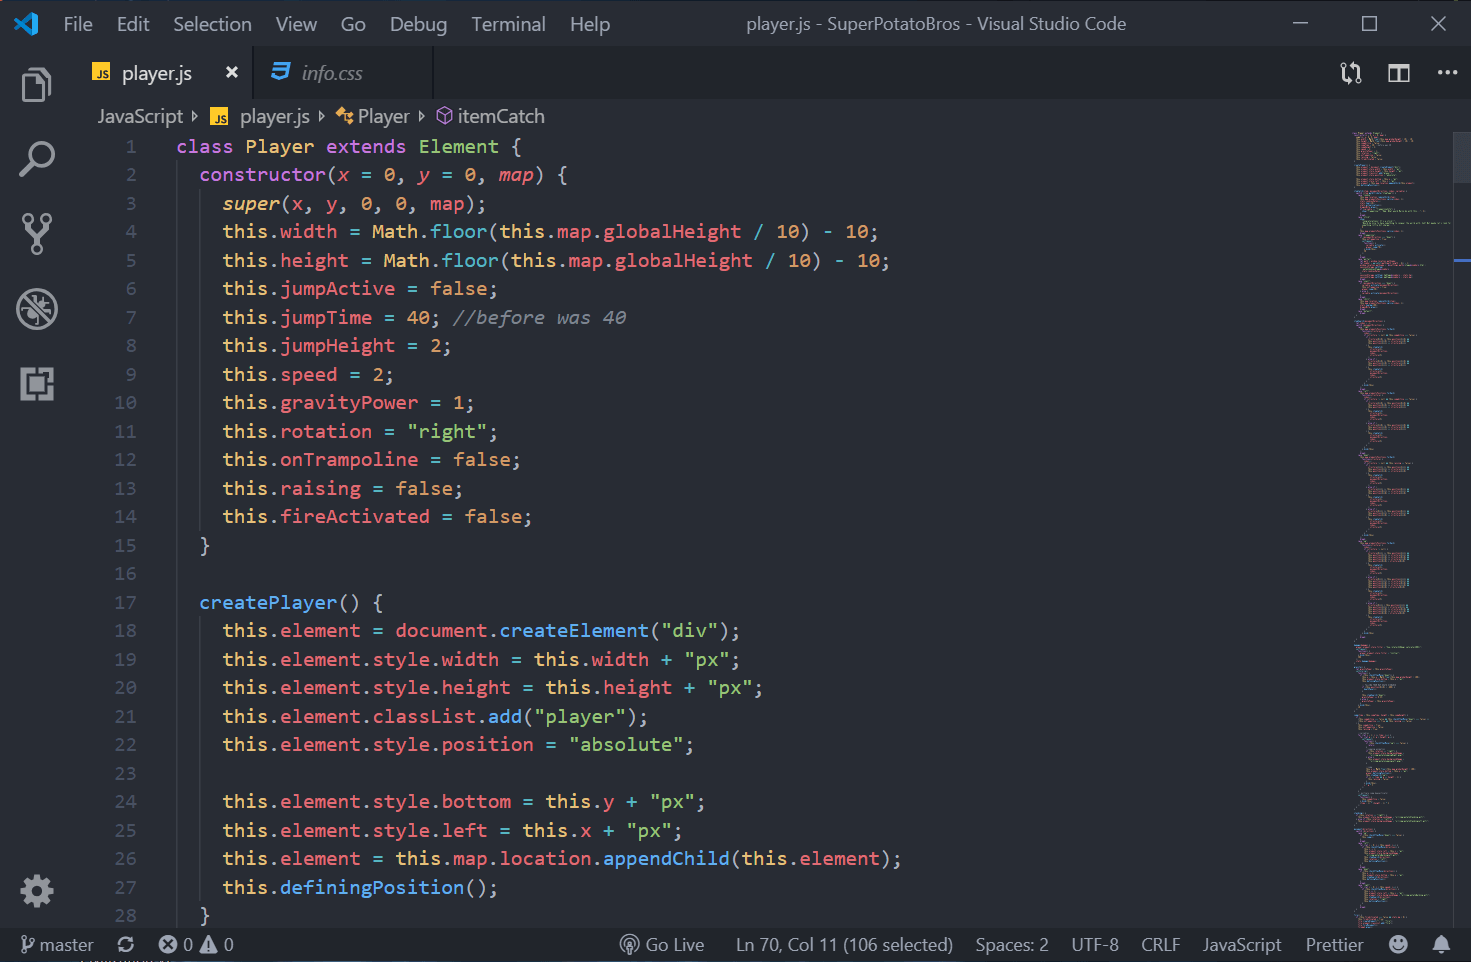 File Edit Selection View Go Debug Terminal Help player.js - SuperPotatoBros - Visual Studio Code
JS player.js × info.css
JavaScript JS player.js Player itemCatch
1 class Player extends Element {
2 constructor(x = 0, y = 0, map) {
3 super(x, y, 0, 0, map);
4 this.width = Math.floor(this.map.globalHeight / 10) - 10;
5 this.height = Math.floor(this.map.globalHeight / 10) - 10;
6 this.jumpActive = false;
7 this.jumpTime = 40; //before was 40
8 this.jumpHeight = 2;
9 this.speed = 2;
10 this.gravityPower = 1;
11 this.rotation = "right";
12 this.onTrampoline = false;
13 this.raising = false;
14 this.fireActivated = false;
15 }
16
17 createPlayer() {
18 this.element = document.createElement("div");
19 this.element.style.width = this.width + "px";
20 this.element.style.height = this.height + "px";
21 this.element.classList.add("player");
22 this.element.style.position = "absolute";
23
24 this.element.style.bottom = this.y + "px";
25 this.element.style.left = this.x + "px";
26 this.element = this.map.location.appendChild(this.element);
27 this.definingPosition();
28 }
master 0 0 Go Live Ln 70, Col 11 (106 selected) Spaces: 2 UTF-8 CRLF JavaScript Prettier